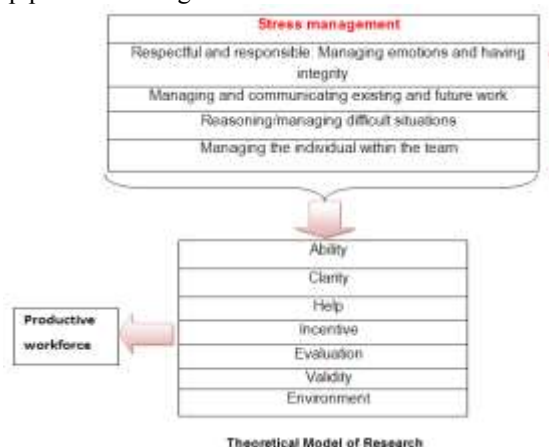 Stress management
Respectful and responsible: Managing emotions and having
integrity
Managing and communicating existing and future work
Reasoning/managing difficult situations
Managing the individual within the team
Ability
Clarity
Help
Incentive
Evaluation
Validity
Environment
Productive
workforce
Theoretical Model of Research